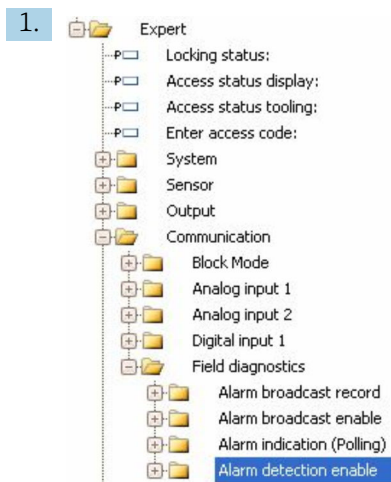 1.
Expert
Locking status:
Access status display:
Access status tooling:
Enter access code:
System
Sensor
Output
Communication
Block Mode
Analog input 1
Analog input 2
Digital input 1
Field diagnostics
Alarm broadcast record
Alarm broadcast enable
Alarm indication (Polling)
Alarm detection enable